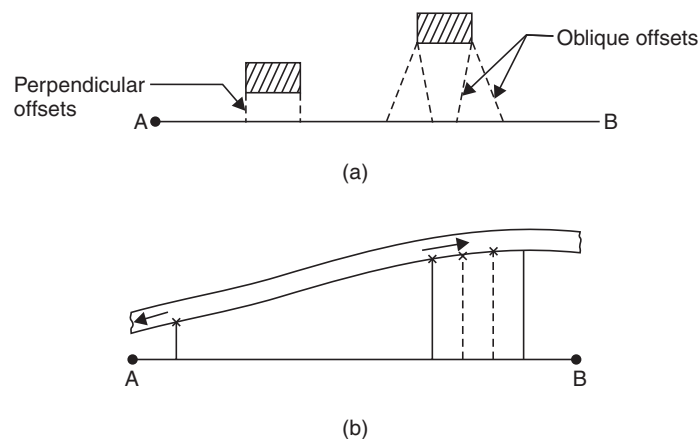 Oblique offsets
Perpendicular
offsets
A
B
(a)
A
B
(b)